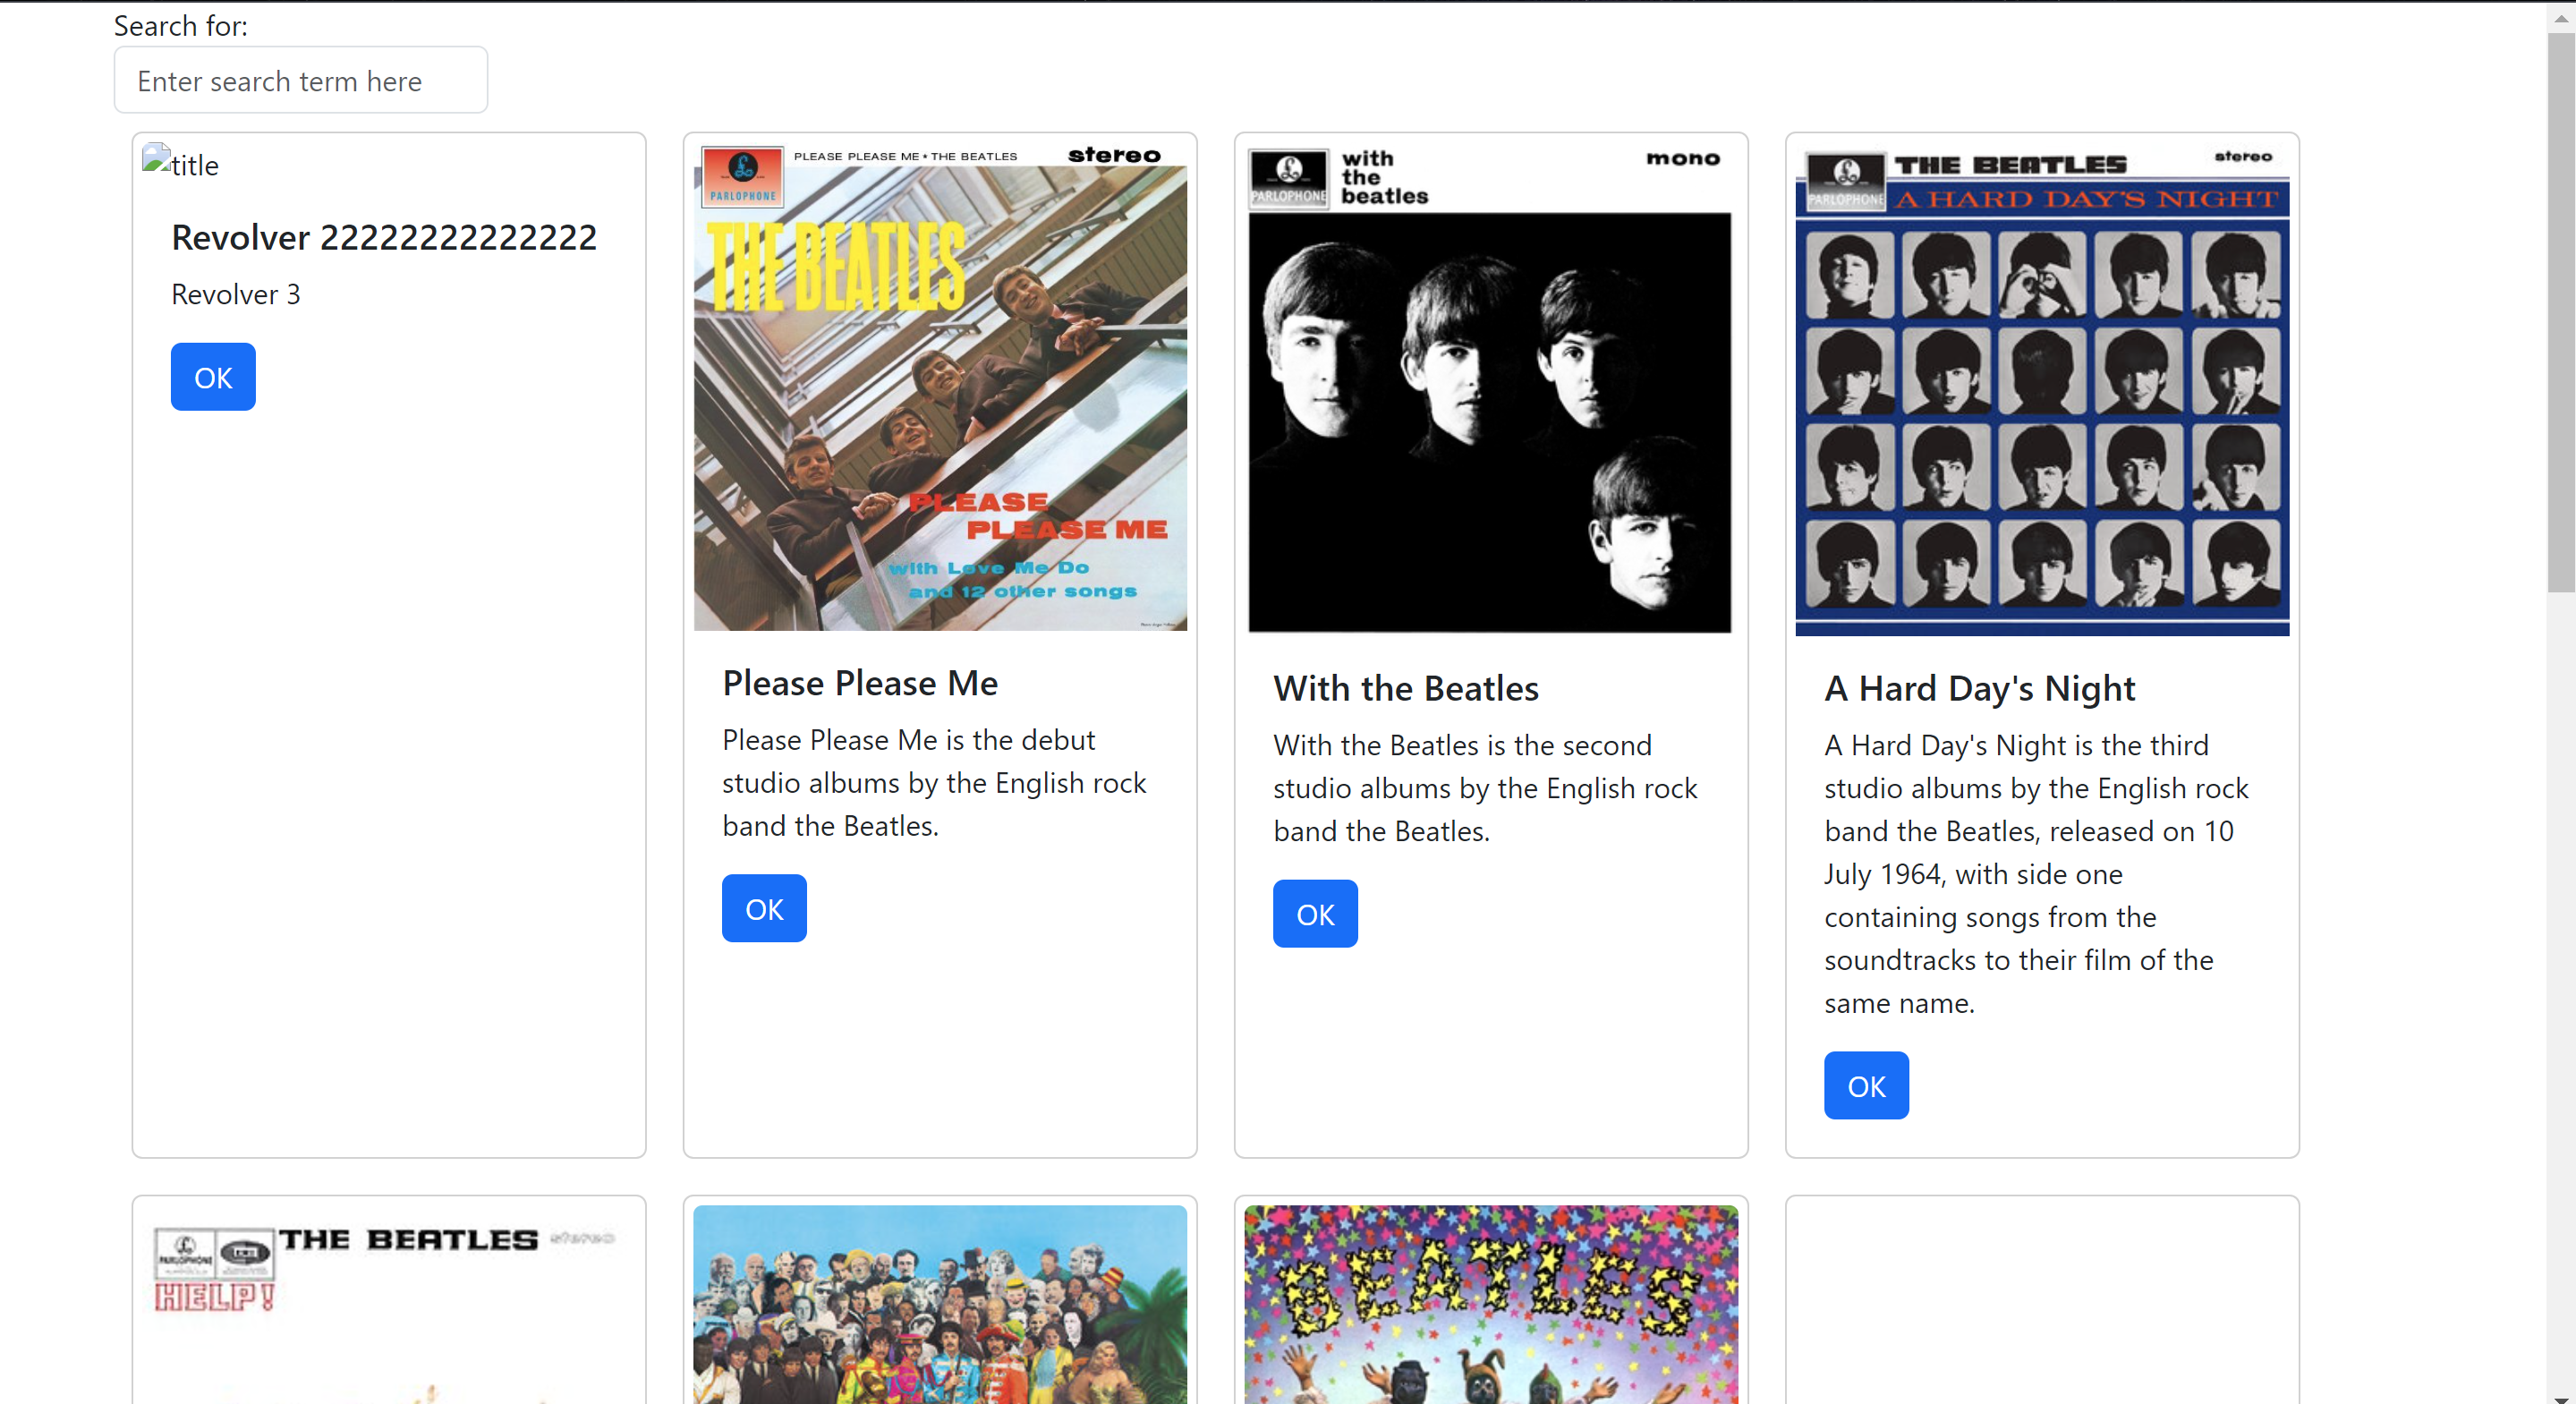 Search for:
Enter search term here
title
Revolver 22222222222222
Revolver 3
OK
PARLOPHONE
PLEASE PLEASE ME • THE BEATLES
stereo
THE BEATLES
PLEASE
PLEASE ME
with Love Me Do
and 12 other songs
Please Please Me
Please Please Me is the debut
studio albums by the English rock
band the Beatles.
OK
PARLOPHONE
with
the
beatles
mono
With the Beatles
With the Beatles is the second
studio albums by the English rock
band the Beatles.
OK
PARLOPHONE
THE BEATLES
stereo
A HARD DAY'S NIGHT
A Hard Day's Night
A Hard Day's Night is the third
studio albums by the English rock
band the Beatles, released on 10
July 1964, with side one
containing songs from the
soundtracks to their film of the
same name.
OK
PARLOPHONE
THE BEATLES
stereo
HELP!
BEATLES